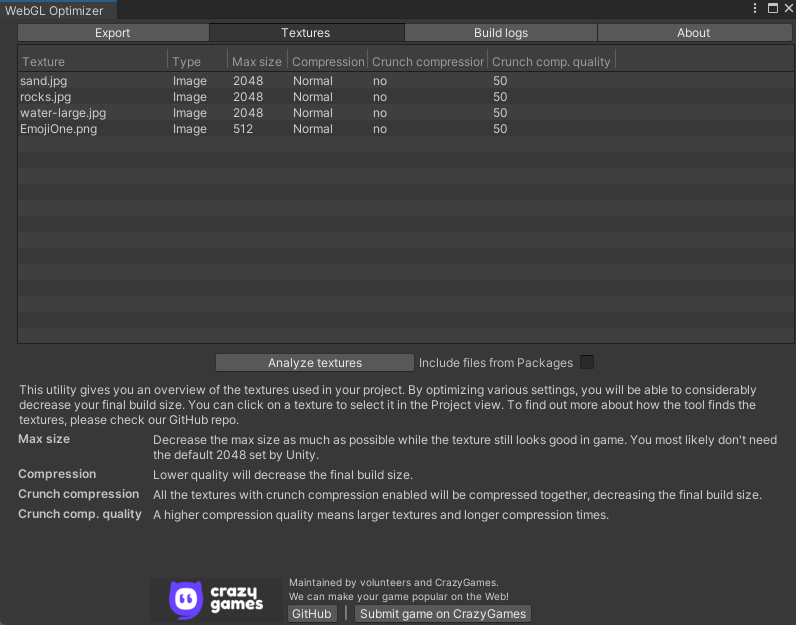 WebGL Optimizer
Export Textures Build logs About
Texture Type Max size Compression Crunch compression Crunch comp. quality
sand.jpg Image 2048 Normal no 50
rocks.jpg Image 2048 Normal no 50
water-large.jpg Image 2048 Normal no 50
EmojiOne.png Image 512 Normal no 50
Analyze textures Include files from Packages
This utility gives you an overview of the textures used in your project. By optimizing various settings, you will be able to considerably
decrease your final build size. You can click on a texture to select it in the Project view. To find out more about how the tool finds the
textures, please check our GitHub repo.
Max size Decrease the max size as much as possible while the texture still looks good in game. You most likely don't need
the default 2048 set by Unity.
Compression Lower quality will decrease the final build size.
Crunch compression All the textures with crunch compression enabled will be compressed together, decreasing the final build size.
Crunch comp. quality A higher compression quality means larger textures and longer compression times.
crazy
games
Maintained by volunteers and CrazyGames.
We can make your game popular on the Web!
GitHub | Submit game on CrazyGames